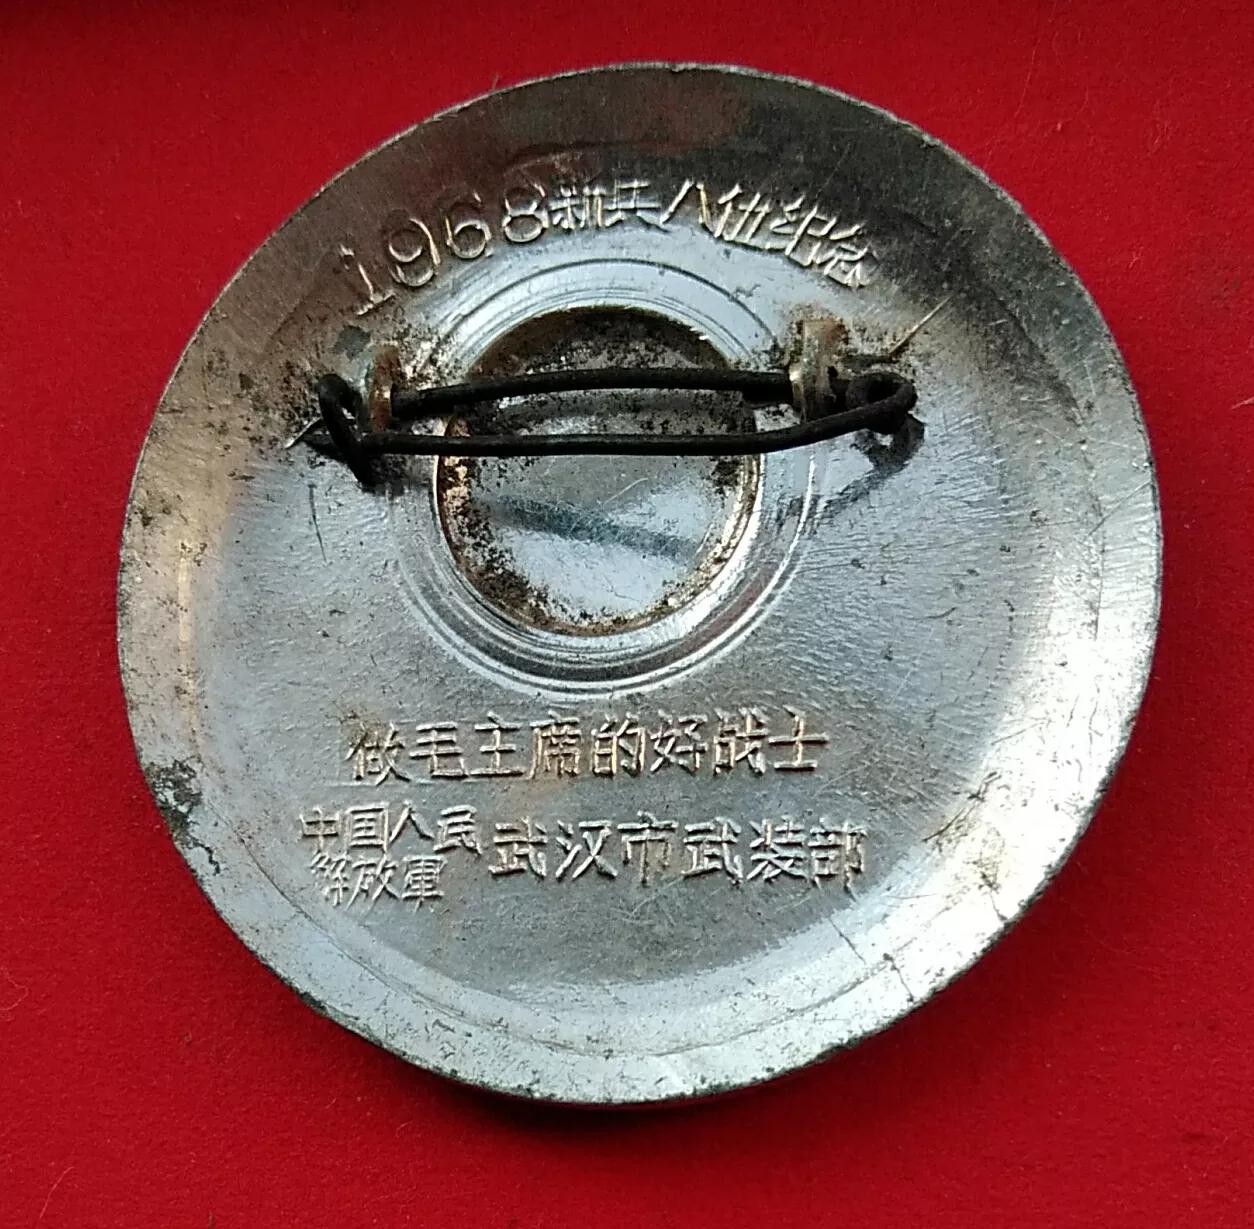 1968新兵入伍纪念
做毛主席的好战士
中国人民
解放軍
武汉市武装部